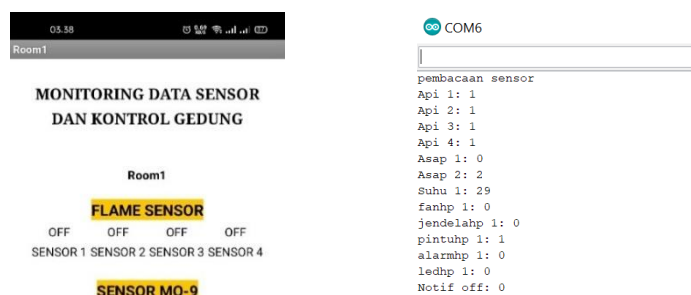 03.38
Room1
MONITORING DATA SENSOR
DAN KONTROL GEDUNG
Room1
FLAME SENSOR
OFF OFF OFF OFF
SENSOR 1 SENSOR 2 SENSOR 3 SENSOR 4
SENSOR MQ-9
COM6
pembacaan sensor
Api 1: 1
Api 2: 1
Api 3: 1
Api 4: 1
Asap 1: 0
Asap 2: 2
Suhu 1: 29
fanhp 1: 0
jendelahp 1: 0
pintuhp 1: 1
alarmhp 1: 0
ledhp 1: 0
Notif off: 0